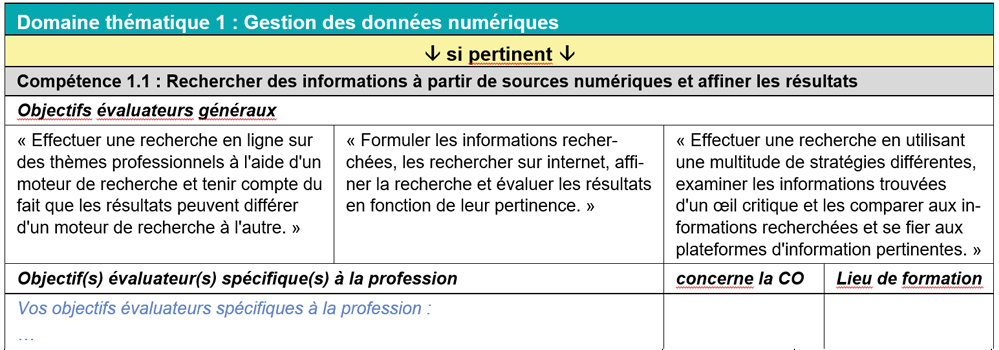 Domaine thématique 1 : Gestion des données numériques
↓ si pertinent ↓
Compétence 1.1 : Rechercher des informations à partir de sources numériques et affiner les résultats
Objectifs évaluateurs généraux
« Effectuer une recherche en ligne sur
des thèmes professionnels à l'aide d'un
moteur de recherche et tenir compte du
fait que les résultats peuvent différer
d'un moteur de recherche à l'autre. »
« Formuler les informations recher-
chées, les rechercher sur internet, affi-
ner la recherche et évaluer les résultats
en fonction de leur pertinence. »
« Effectuer une recherche en utilisant
une multitude de stratégies différentes,
examiner les informations trouvées
d'un œil critique et les comparer aux in-
formations recherchées et se fier aux
plateformes d'information pertinentes. »
Objectif(s) évaluateur(s) spécifique(s) à la profession
concerne la CO
Lieu de formation
Vos objectifs évaluateurs spécifiques à la profession :
…